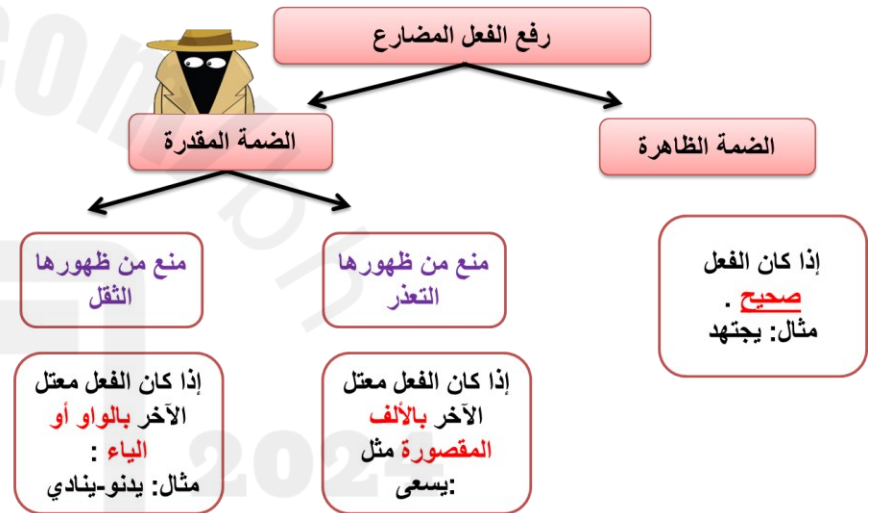 رفع الفعل المضارع
الضمة الظاهرة
الضمة المقدرة
إذا كان الفعل
صحيح .
مثال: يجتهد
منع من ظهورها
التعذر
منع من ظهورها
الثقل
إذا كان الفعل معتل
الآخر بالألف
المقصورة مثل
:يسعى
إذا كان الفعل معتل
الآخر بالواو أو
الياء :
مثال: يدنو-ينادي
2024